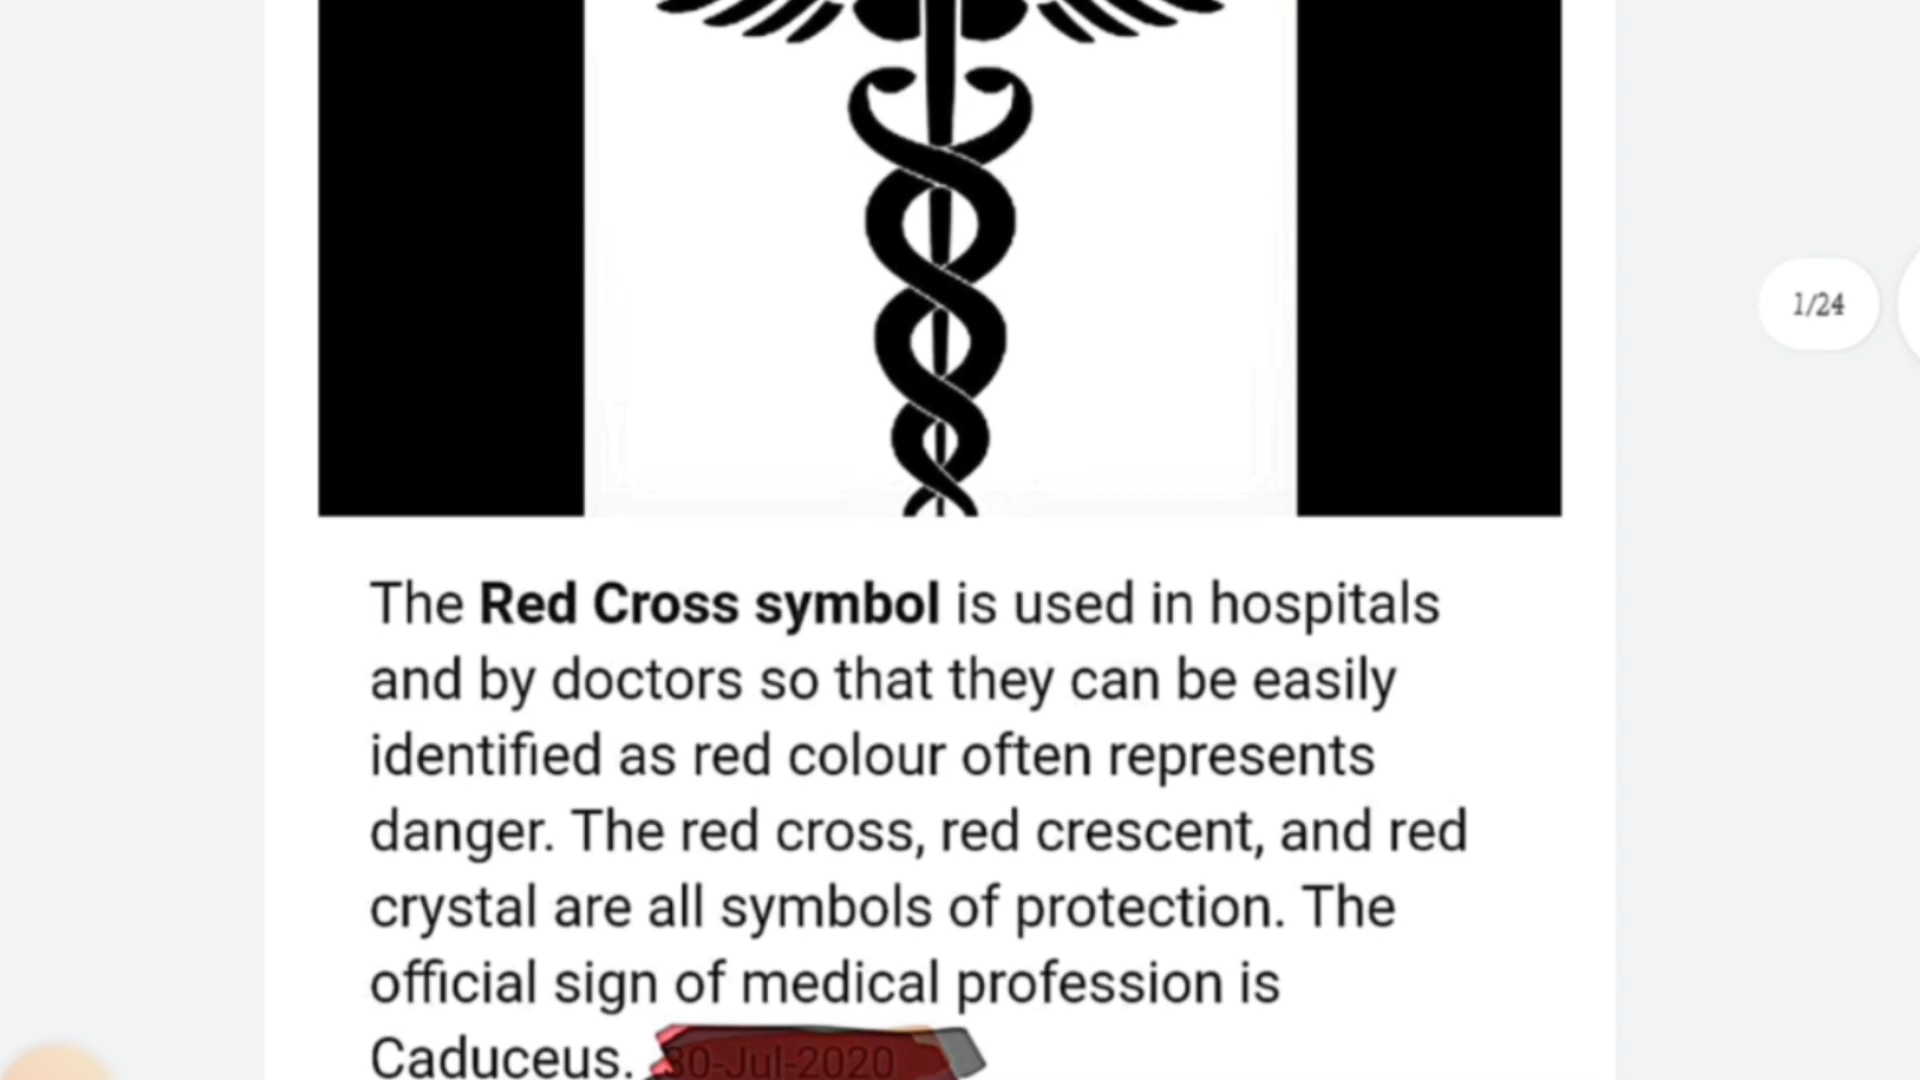 1/24
The Red Cross symbol is used in hospitals
and by doctors so that they can be easily
identified as red colour often represents
danger. The red cross, red crescent, and red
crystal are all symbols of protection. The
official sign of medical profession is
Caduceus. 30-Jul-2020